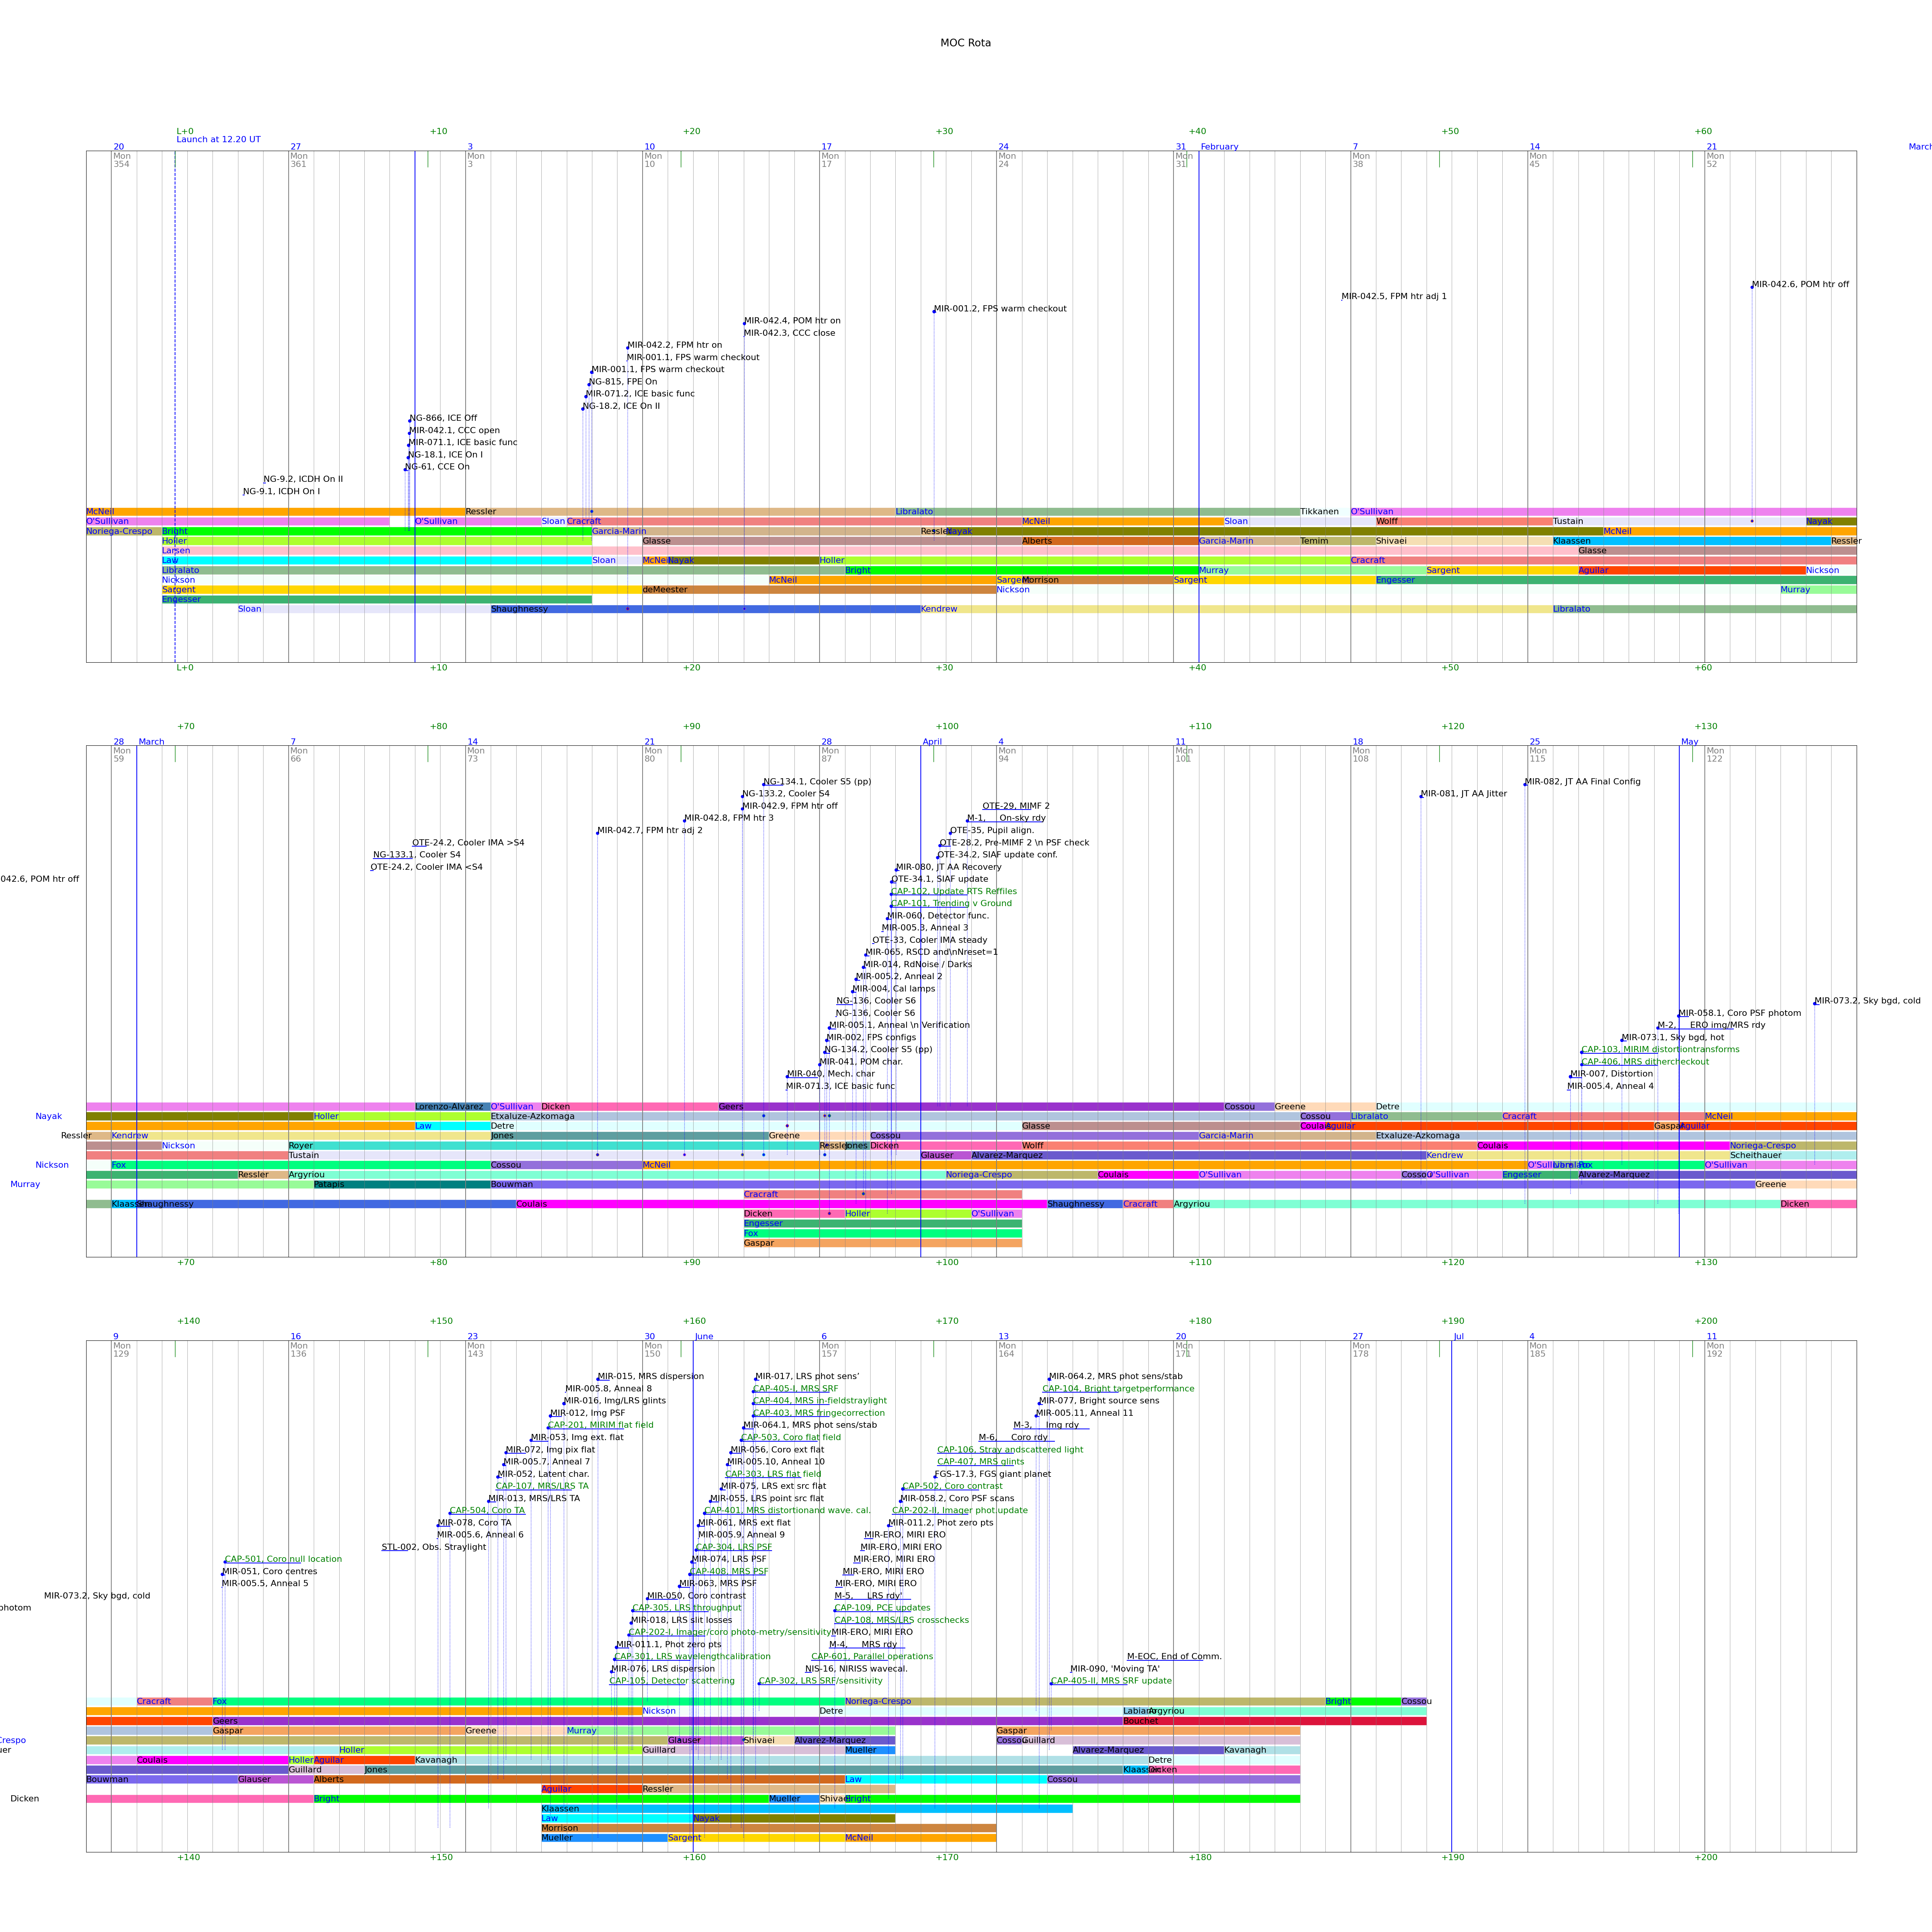 MOC Rota
L+0 +10 +20 +30 +40 +50 +60
Launch at 12.20 UT
20 27 3 10 17 24 31 February 7 14 21 March
Mon Mon Mon Mon Mon Mon Mon Mon Mon Mon
354 361 3 10 17 24 31 38 45 52
MIR-042.6, POM htr off
MIR-042.5, FPM htr adj 1
MIR-001.2, FPS warm checkout
MIR-042.4, POM htr on
MIR-042.3, CCC close
MIR-042.2, FPM htr on
MIR-001.1, FPS warm checkout
MIR-001.1, FPS warm checkout
NG-815, FPE On
MIR-071.2, ICE basic func
NG-18.2, ICE On II
NG-866, ICE Off
MIR-042.1, CCC open
MIR-071.1, ICE basic func
NG-18.1, ICE On I
NG-61, CCE On
NG-9.2, ICDH On II
NG-9.1, ICDH On I
McNeil Ressler Libralato Tikkanen O'Sullivan
O'Sullivan O'Sullivan Sloan Cracraft McNeil Sloan Wolff Tustain Nayak
Noriega-Crespo Bright Garcia-Marin Ressler Nayak McNeil
Holler Glasse Alberts Garcia-Marin Temim Shivaei Klaassen Ressler
Larsen Glasse
Law Sloan McNeil Nayak Holler Cracraft
Libralato Bright Murray Sargent Aguilar Nickson
Nickson McNeil Sargent Morrison Sargent Engesser
Sargent deMeester Nickson Murray
Engesser
Sloan Shaughnessy Kendrew Libralato
L+0 +10 +20 +30 +40 +50 +60
+70 +80 +90 +100 +110 +120 +130
28 March 7 14 21 28 April 4 11 18 25 May
Mon Mon Mon Mon Mon Mon Mon Mon Mon Mon
59 66 73 80 87 94 101 108 115 122
NG-134.1, Cooler S5 (pp) MIR-082, JT AA Final Config
NG-133.2, Cooler S4 MIR-081, JT AA Jitter
MIR-042.9, FPM htr off OTE-29, MIMF 2
MIR-042.8, FPM htr 3 M-1, On-sky rdy
MIR-042.7, FPM htr adj 2 OTE-35, Pupil align.
OTE-24.2, Cooler IMA >S4 OTE-28.2, Pre-MIMF 2 \n PSF check
NG-133.1, Cooler S4 OTE-34.2, SIAF update conf.
OTE-24.2, Cooler IMA <S4 MIR-080, JT AA Recovery
042.6, POM htr off OTE-34.1, SIAF update
CAP-102, Update RTS Reffiles
CAP-101, Trending v Ground
MIR-060, Detector func.
MIR-005.3, Anneal 3
OTE-33, Cooler IMA steady
MIR-065, RSCD and\nNreset=1
MIR-014, RdNoise / Darks
MIR-005.2, Anneal 2
MIR-004, Cal lamps
NG-136, Cooler S6 MIR-073.2, Sky bgd, cold
NG-136, Cooler S6 MIR-058.1, Coro PSF photom
MIR-005.1, Anneal \n Verification M-2, ERO img/MRS rdy
MIR-002, FPS configs MIR-073.1, Sky bgd, hot
NG-134.2, Cooler S5 (pp) CAP-103, MIRIM distortiontransforms
MIR-041, POM char. CAP-406, MRS dithercheckout
MIR-040, Mech. char MIR-007, Distortion
MIR-071.3, ICE basic func MIR-005.4, Anneal 4
Lorenzo-Alvarez O'Sullivan Dicken Geers Cossou Greene Detre
Nayak Holler Etxaluze-Azkomaga Cossou Libralato Cracraft McNeil
Law Detre Glasse Coulais Aguilar Gaspar Aguilar
Ressler Kendrew Jones Greene Cossou Garcia-Marin Etxaluze-Azkomaga
Nickson Royer Ressler Jones Dicken Wolff Coulais Noriega-Crespo
Tustain Glauser Alvarez-Marquez Kendrew Scheithauer
Nickson Fox Cossou McNeil O'Sullivan Libralato Fox O'Sullivan
Ressler Argyriou Noriega-Crespo Coulais O'Sullivan Cossou O'Sullivan Engesser Alvarez-Marquez
Murray Patapis Bouwman Greene
Cracraft
Klaassen Shaughnessy Coulais Shaughnessy Cracraft Argyriou Dicken
Dicken Holler O'Sullivan
Engesser
Fox
Gaspar
+70 +80 +90 +100 +110 +120 +130
+140 +150 +160 +170 +180 +190 +200
9 16 23 30 June 6 13 20 27 Jul 4 11
Mon Mon Mon Mon Mon Mon Mon Mon Mon Mon
129 136 143 150 157 164 171 178 185 192
MIR-015, MRS dispersion MIR-017, LRS phot sens' MIR-064.2, MRS phot sens/stab
MIR-005.8, Anneal 8 CAP-405-I, MRS SRF CAP-104, Bright targetperformance
MIR-016, Img/LRS glints CAP-404, MRS in-fieldstraylight MIR-077, Bright source sens
MIR-012, Img PSF CAP-403, MRS fringecorrection MIR-005.11, Anneal 11
CAP-201, MIRIM flat field MIR-064.1, MRS phot sens/stab M-3, Img rdy
MIR-053, Img ext. flat CAP-503, Coro flat field M-6, Coro rdy
MIR-072, Img pix flat MIR-056, Coro ext flat CAP-106, Stray andscattered light
MIR-005.7, Anneal 7 MIR-005.10, Anneal 10 CAP-407, MRS glints
MIR-052, Latent char. CAP-303, LRS flat field FGS-17.3, FGS giant planet
CAP-107, MRS/LRS TA MIR-075, LRS ext src flat CAP-502, Coro contrast
MIR-013, MRS/LRS TA MIR-055, LRS point src flat MIR-058.2, Coro PSF scans
CAP-504, Coro TA CAP-401, MRS distortionand wave. cal. CAP-202-II, Imager phot update
MIR-078, Coro TA MIR-061, MRS ext flat MIR-011.2, Phot zero pts
MIR-005.6, Anneal 6 MIR-005.9, Anneal 9 MIR-ERO, MIRI ERO
STL-002, Obs. Straylight CAP-304, LRS PSF MIR-ERO, MIRI ERO
CAP-501, Coro null location MIR-074, LRS PSF MIR-ERO, MIRI ERO
MIR-051, Coro centres CAP-408, MRS PSF MIR-ERO, MIRI ERO
MIR-005.5, Anneal 5 MIR-063, MRS PSF MIR-ERO, MIRI ERO
MIR-073.2, Sky bgd, cold MIR-050, Coro contrast M-5, LRS rdy'
photom CAP-305, LRS throughput CAP-109, PCE updates
MIR-018, LRS slit losses CAP-108, MRS/LRS crosschecks
CAP-202-I, Imager/coro photo-metry/sensitivity MIR-ERO, MIRI ERO
MIR-011.1, Phot zero pts M-4, MRS rdy
CAP-301, LRS wavelengthcalibration CAP-601, Parallel operations M-EOC, End of Comm.
MIR-076, LRS dispersion NIS-16, NIRISS wavecal. MIR-090, 'Moving TA'
CAP-105, Detector scattering CAP-302, LRS SRF/sensitivity CAP-405-II, MRS SRF update
Cracraft Fox Noriega-Crespo Bright Cossou
Nickson Detre Labiano Argyriou
Geers Bouchet
Gaspar Greene Murray Gaspar
Crespo Glauser Shivaei Alvarez-Marquez Cossou Guillard
uer Holler Guillard Mueller Alvarez-Marquez Kavanagh
Coulais Holler Aguilar Kavanagh Detre
Guillard Jones Klaassen Dicken
Bouwman Glauser Alberts Law Cossou
Aguilar Ressler
Dicken Bright Mueller Shivaei Bright
Klaassen
Law Nayak
Morrison
Mueller Sargent McNeil
+140 +150 +160 +170 +180 +190 +200